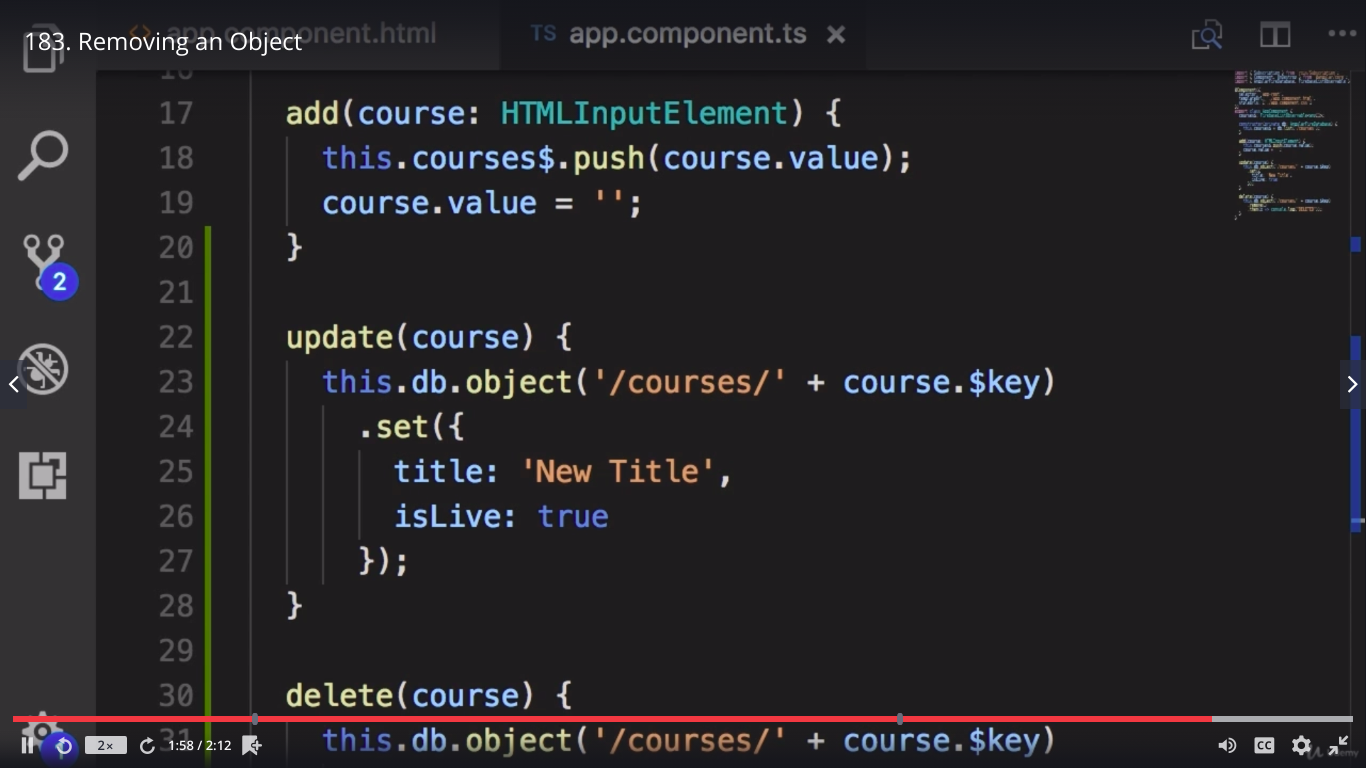 183. Removing an Object
app.component.html
TS app.component.ts
16
17 add(course: HTMLInputElement) {
18 this.courses$.push(course.value);
19 course.value = '';
20 }
21
22 update(course) {
23 this.db.object('/courses/' + course.$key)
24 .set({
25 title: 'New Title',
26 isLive: true
27 });
28 }
29
30 delete(course) {
31 this.db.object('/courses/' + course.$key)
2
2×
1:58 / 2:12
CC